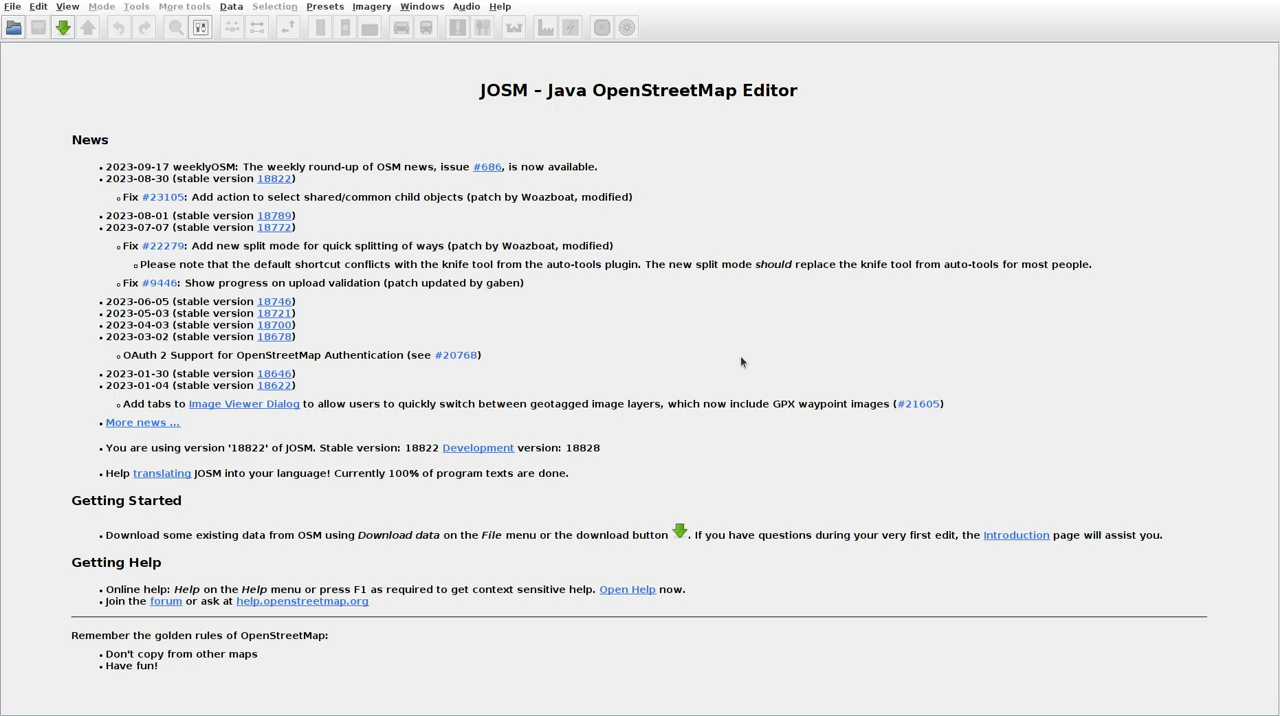 File Edit View Mode Tools More tools Data Selection Presets Imagery Windows Audio Help
JOSM – Java OpenStreetMap Editor
News
2023-09-17 weeklyOSM: The weekly round-up of OSM news, issue #686, is now available.
2023-08-30 (stable version 18822)
Fix #23105: Add action to select shared/common child objects (patch by Woazboat, modified)
2023-08-01 (stable version 18789)
2023-07-07 (stable version 18772)
Fix #22279: Add new split mode for quick splitting of ways (patch by Woazboat, modified)
Please note that the default shortcut conflicts with the knife tool from the auto-tools plugin. The new split mode should replace the knife tool from auto-tools for most people.
Fix #9446: Show progress on upload validation (patch updated by gaben)
2023-06-05 (stable version 18746)
2023-05-03 (stable version 18721)
2023-04-03 (stable version 18700)
2023-03-02 (stable version 18678)
OAuth 2 Support for OpenStreetMap Authentication (see #20768)
2023-01-30 (stable version 18646)
2023-01-04 (stable version 18622)
Add tabs to Image Viewer Dialog to allow users to quickly switch between geotagged image layers, which now include GPX waypoint images (#21605)
More news ...
You are using version '18822' of JOSM. Stable version: 18822 Development version: 18828
Help translating JOSM into your language! Currently 100% of program texts are done.
Getting Started
Download some existing data from OSM using Download data on the File menu or the download button . If you have questions during your very first edit, the Introduction page will assist you.
Getting Help
Online help: Help on the Help menu or press F1 as required to get context sensitive help. Open Help now.
Join the forum or ask at help.openstreetmap.org
Remember the golden rules of OpenStreetMap:
Don't copy from other maps
Have fun!